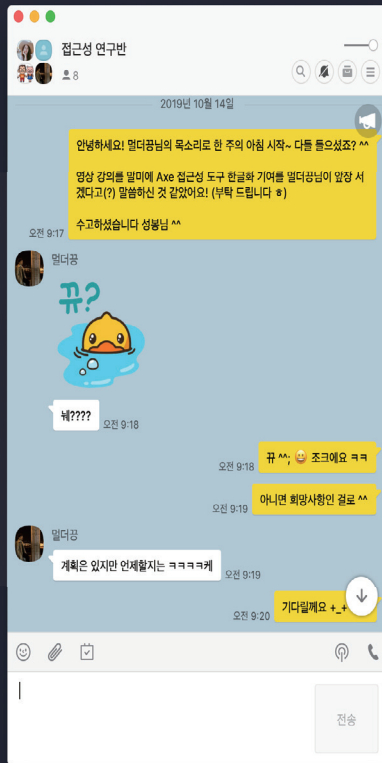 접근성 연구반
8
2019년 10월 14일
안녕하세요! 멀더끙님의 목소리로 한 주의 아침 시작~ 다들 들으셨죠? ^^
영상 강의를 말미에 Axe 접근성 도구 한글화 기여를 멀더끙님이 앞장 서
겠다고(?) 말씀하신 것 같았어요! (부탁 드립니다 ㅎ)
수고하셨습니다 성봉님 ^^
오전 9:17
멀더끙
뀨?
눼????
오전 9:18
뀨 ^^; 😆 조크에요 ㅋㅋ
오전 9:18
아니면 희망사항인 걸로 ^^
오전 9:19
멀더끙
계획은 있지만 언제할지는 ㅋㅋㅋㅋ케
오전 9:19
기다릴께요 +_+
오전 9:20
전송